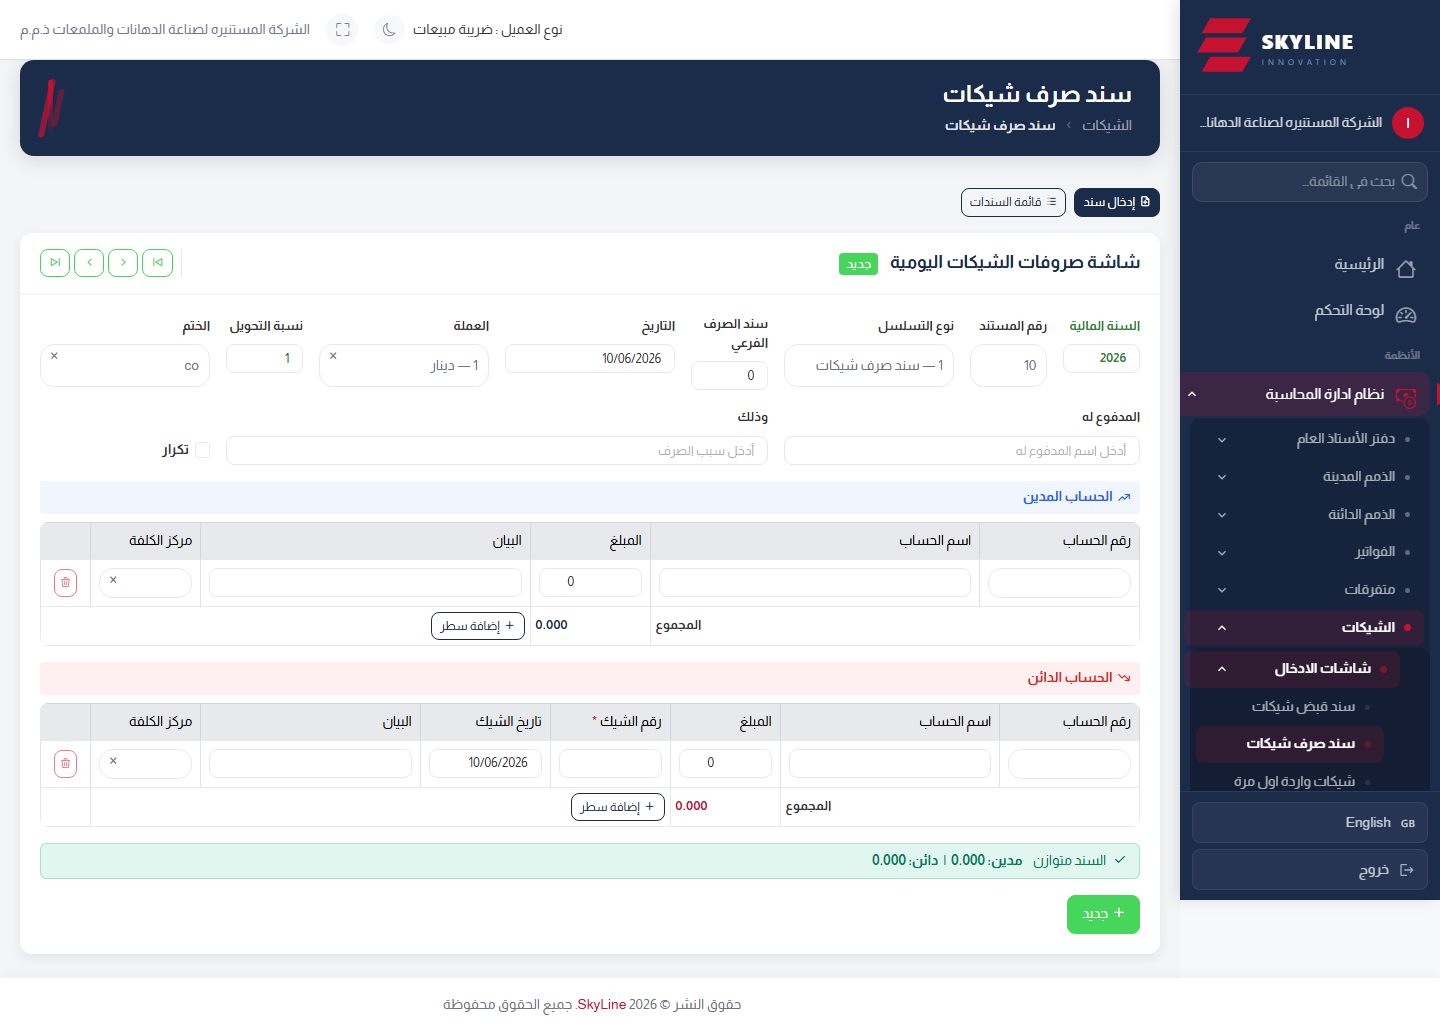 SKYLINE
INNOVATION
ا
الشركة المستنيره لصناعة الدهانا...
بحث في القائمة...
عام
الرئيسية
لوحة التحكم
الأنظمة
نظام ادارة المحاسبة
دفتر الأستاذ العام
الذمم المدينة
الذمم الدائنة
الفواتير
متفرقات
الشيكات
شاشات الادخال
سند قبض شيكات
سند صرف شيكات
شيكات واردة اول مرة
GB English
خروج
نوع العميل : ضريبة مبيعات
الشركة المستنيره لصناعة الدهانات والملمعات ذ.م.م
سند صرف شيكات
الشيكات › سند صرف شيكات
إدخال سند
قائمة السندات
شاشة صروفات الشيكات اليومية جديد
السنة المالية
2026
رقم المستند
10
نوع التسلسل
1 — سند صرف شيكات
سند الصرف الفرعي
0
التاريخ
10/06/2026
العملة
1 — دينار ×
نسبة التحويل
1
الختم
co ×
المدفوع له
أدخل اسم المدفوع له
وذلك
أدخل سبب الصرف
تكرار
الحساب المدين
رقم الحساب اسم الحساب المبلغ البيان مركز الكلفة
0 ×
المجموع 0.000 + إضافة سطر
الحساب الدائن
رقم الحساب اسم الحساب المبلغ رقم الشيك * تاريخ الشيك البيان مركز الكلفة
0 10/06/2026 ×
المجموع 0.000 + إضافة سطر
السند متوازن مدين: 0.000 | دائن: 0.000
+ جديد
حقوق النشر © 2026 SkyLine. جميع الحقوق محفوظة